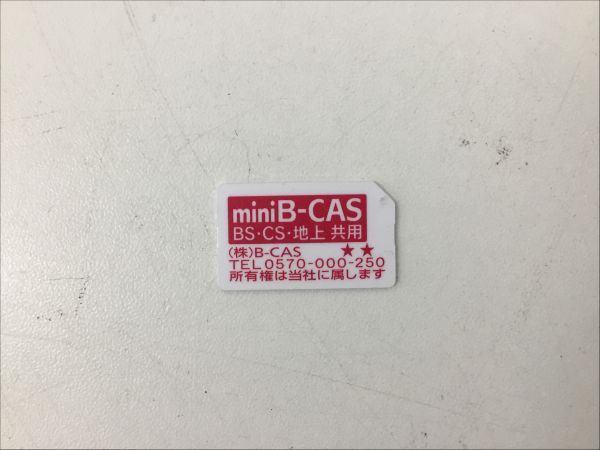 miniB-CAS
BS・CS・地上 共用
(株)B-CAS ★★
TEL 0570-000-250
所有権は当社に属します